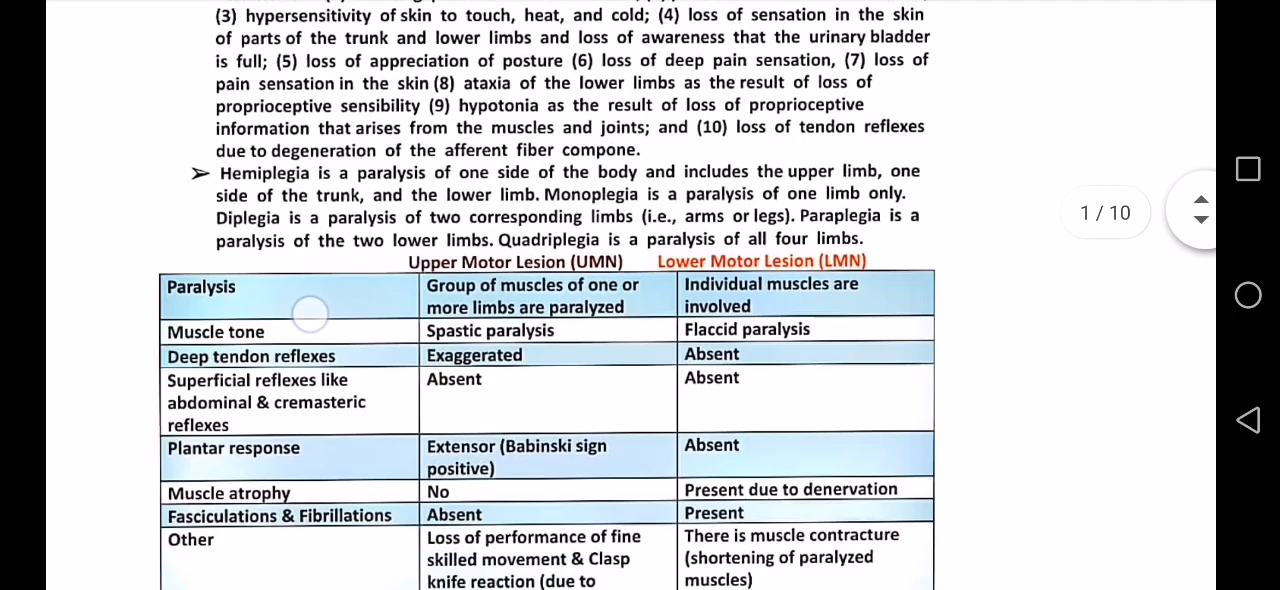 (3) hypersensitivity of skin to touch, heat, and cold; (4) loss of sensation in the skin
of parts of the trunk and lower limbs and loss of awareness that the urinary bladder
is full; (5) loss of appreciation of posture (6) loss of deep pain sensation, (7) loss of
pain sensation in the skin (8) ataxia of the lower limbs as the result of loss of
proprioceptive sensibility (9) hypotonia as the result of loss of proprioceptive
information that arises from the muscles and joints; and (10) loss of tendon reflexes
due to degeneration of the afferent fiber compone.
➢ Hemiplegia is a paralysis of one side of the body and includes the upper limb, one
side of the trunk, and the lower limb. Monoplegia is a paralysis of one limb only.
Diplegia is a paralysis of two corresponding limbs (i.e., arms or legs). Paraplegia is a
paralysis of the two lower limbs. Quadriplegia is a paralysis of all four limbs.
1 / 10
Upper Motor Lesion (UMN) Lower Motor Lesion (LMN)
Paralysis
Group of muscles of one or
more limbs are paralyzed
Individual muscles are
involved
Muscle tone
Spastic paralysis
Flaccid paralysis
Deep tendon reflexes
Exaggerated
Absent
Superficial reflexes like
abdominal & cremasteric
reflexes
Absent
Absent
Plantar response
Extensor (Babinski sign
positive)
Absent
Muscle atrophy
No
Present due to denervation
Fasciculations & Fibrillations
Absent
Present
Other
Loss of performance of fine
skilled movement & Clasp
knife reaction (due to
There is muscle contracture
(shortening of paralyzed
muscles)